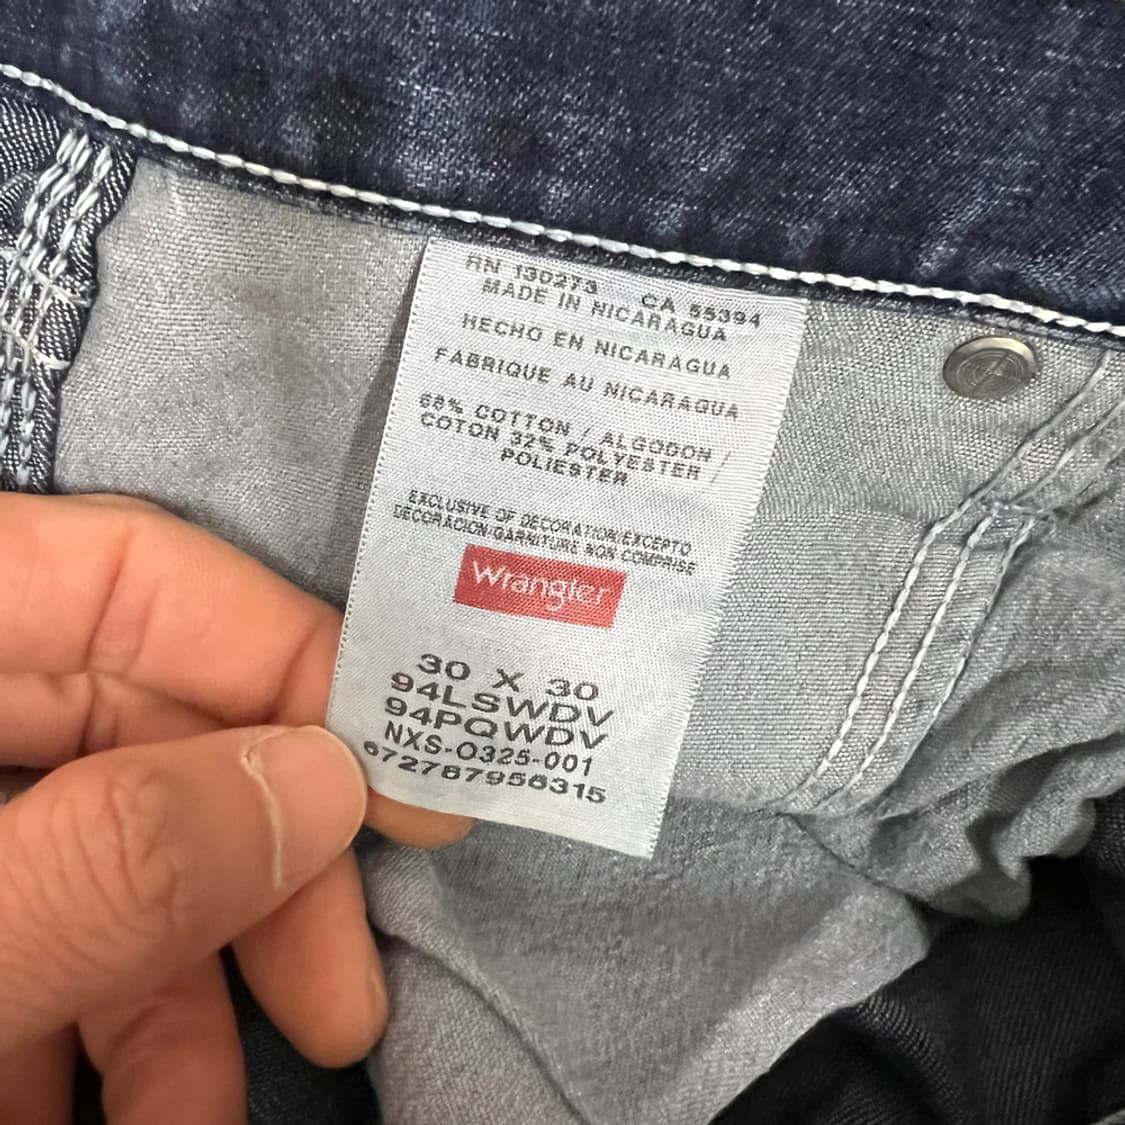 RN 130273 CA 55394
MADE IN NICARAGUA
HECHO EN NICARAGUA
FABRIQUE AU NICARAGUA
68% COTTON / ALGODON /
COTON 32% POLYESTER /
POLIESTER
EXCLUSIVE OF DECORATION/EXCEPTO
DECORACION-GARNITURE NON COMPRISE
Wrangler
30 X 30
94LSWDV
94PQWDV
NXS-0325-001
672787958315